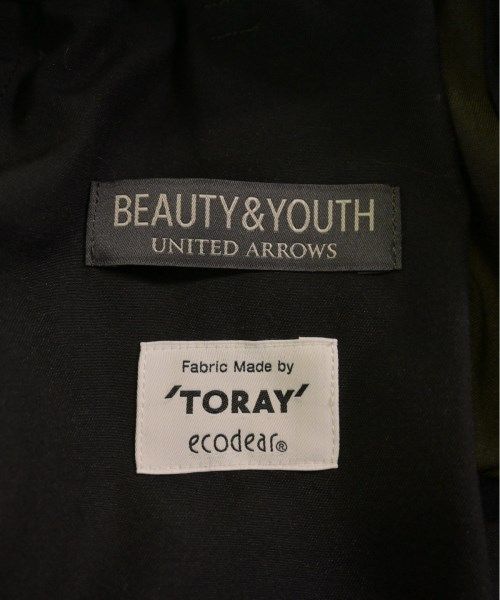 BEAUTY&YOUTH
UNITED ARROWS
Fabric Made by
'TORAY'
ecodear®